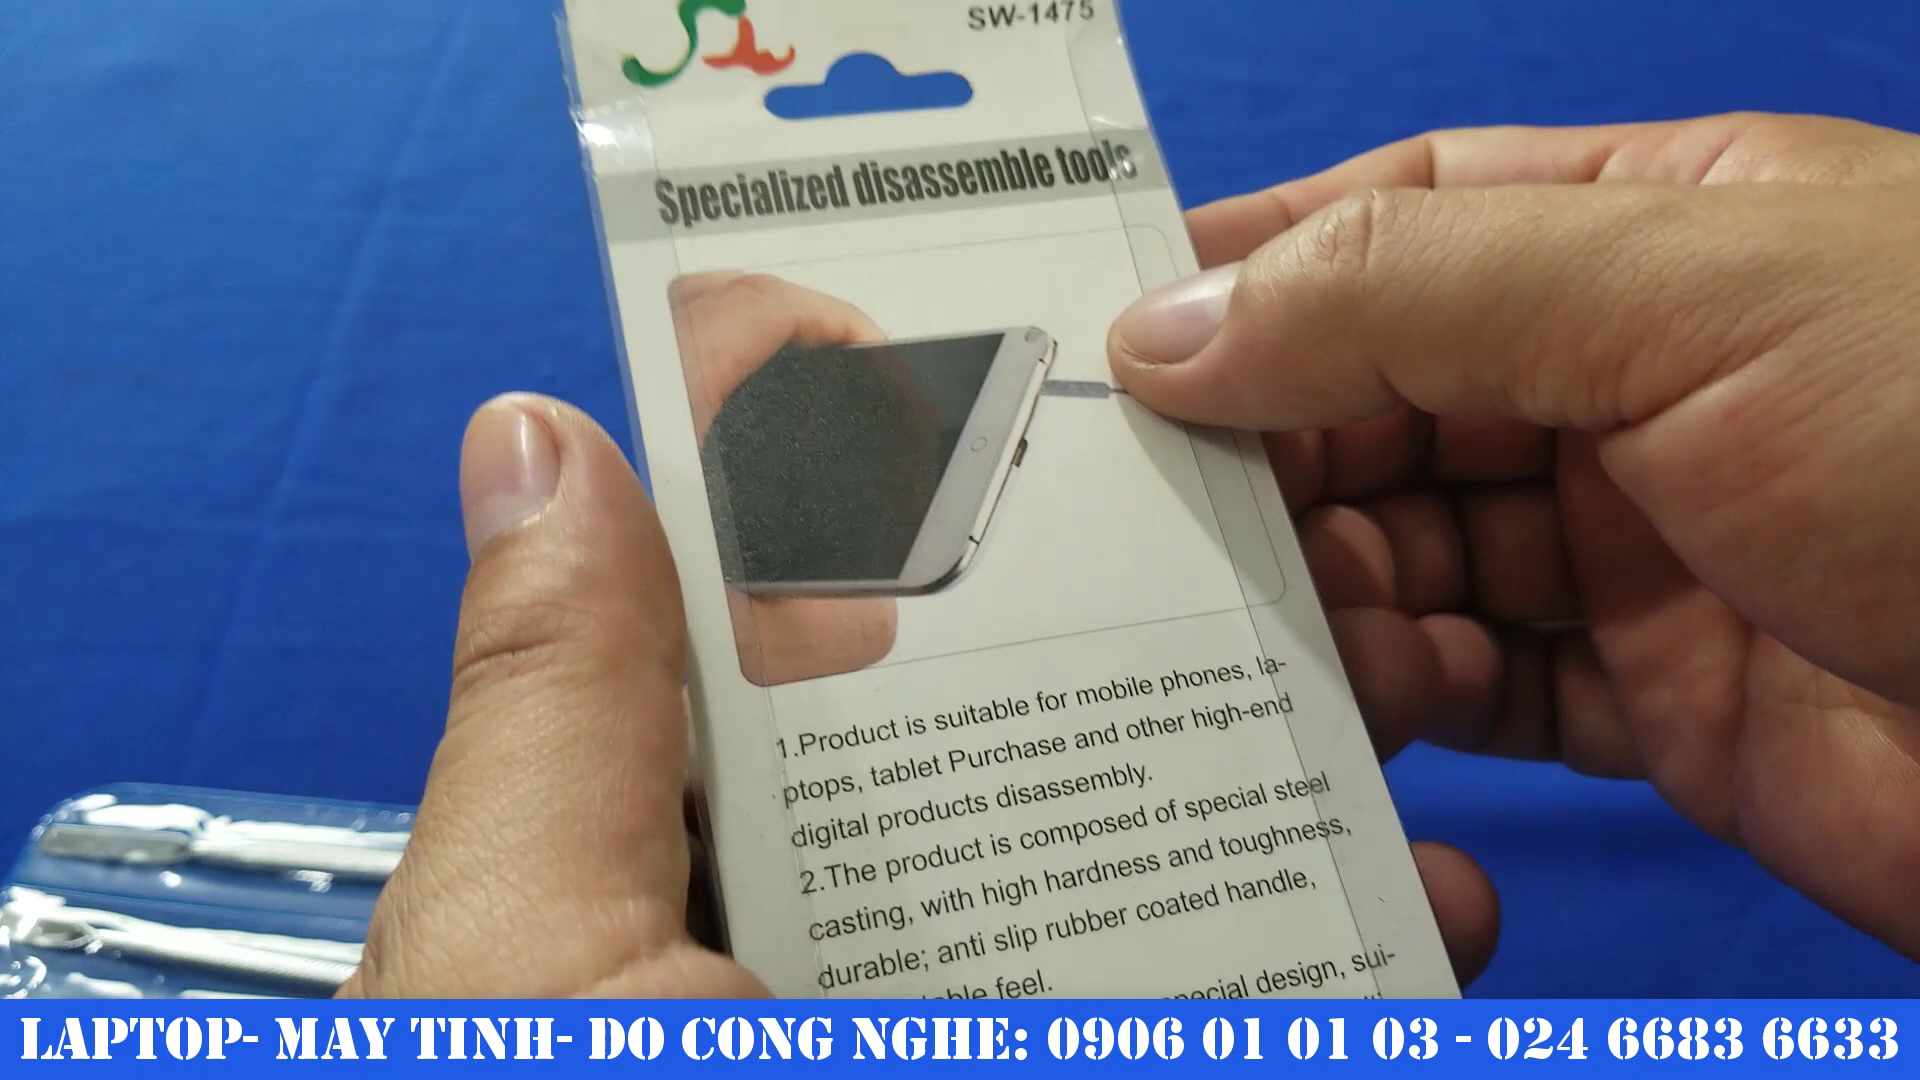 SW-1475
Specialized disassemble tools
1.Product is suitable for mobile phones, la-
ptops, tablet Purchase and other high-end
digital products disassembly.
2.The product is composed of special steel
casting, with high hardness and toughness,
durable; anti slip rubber coated handle,
feel.
special design, sui-
LAPTOP- MAY TINH- DO CONG NGHE: 0906 01 01 03 - 024 6683 6633